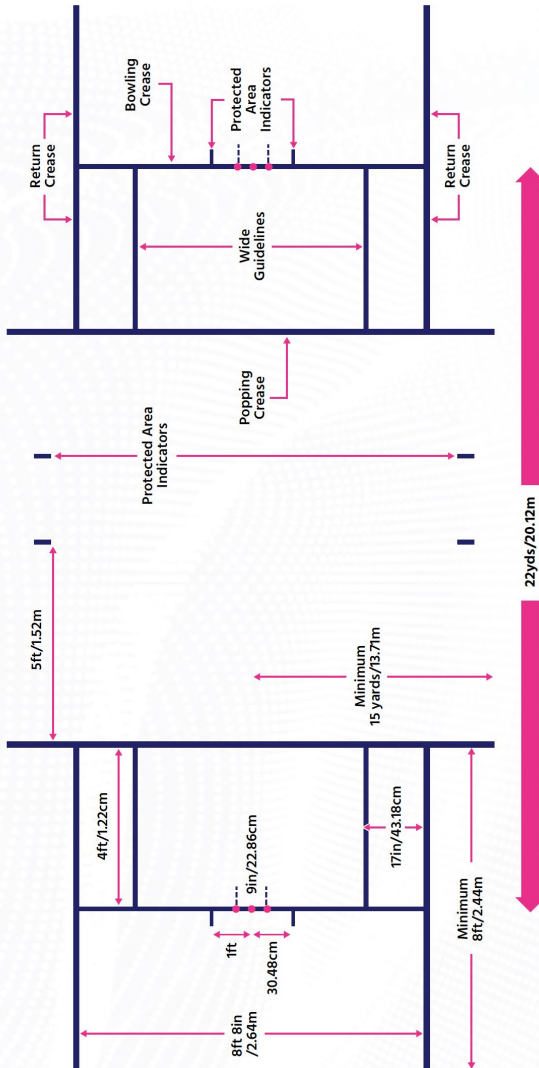 Return
Crease
Bowling
Crease
Protected
Area
Indicators
Return
Crease
Wide
Guidelines
Popping
Crease
Protected Area
Indicators
22yds/20.12m
5ft/1.52m
Minimum
15 yards/13.71m
4ft/1.22cm
9in/22.86cm
17in/43.18cm
1ft
30.48cm
8ft 8in
/2.64m
Minimum
8ft/2.44m